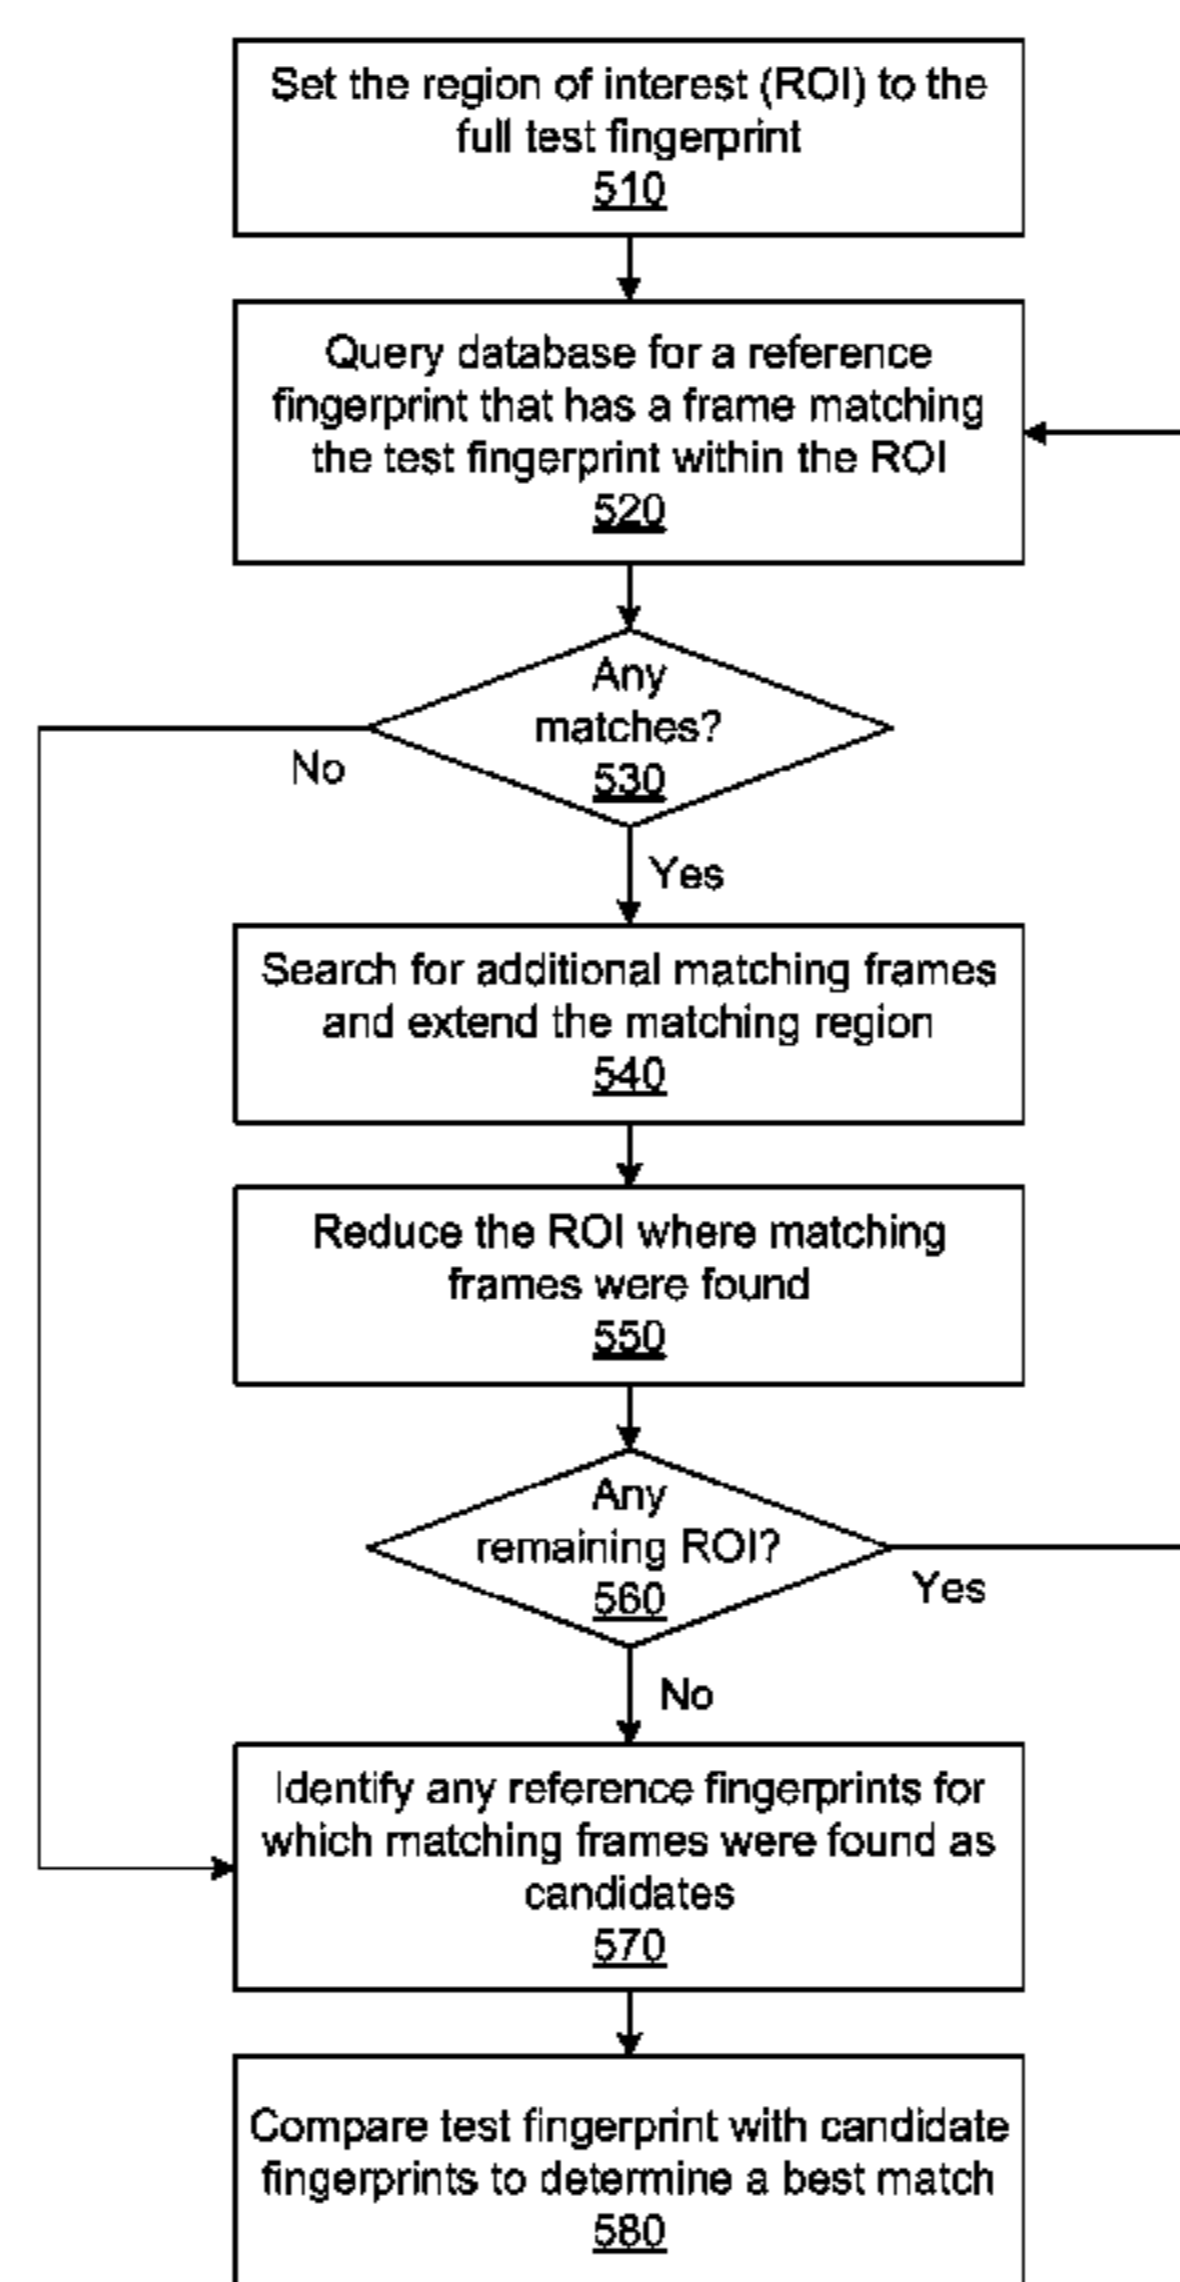 Set the region of interest (ROI) to the
full test fingerprint
510
Query database for a reference
fingerprint that has a frame matching
the test fingerprint within the ROI
520
Any
matches?
530
No
Yes
Search for additional matching frames
and extend the matching region
540
Reduce the ROI where matching
frames were found
550
Any
remaining ROI?
560
Yes
No
Identify any reference fingerprints for
which matching frames were found as
candidates
570
Compare test fingerprint with candidate
fingerprints to determine a best match
580